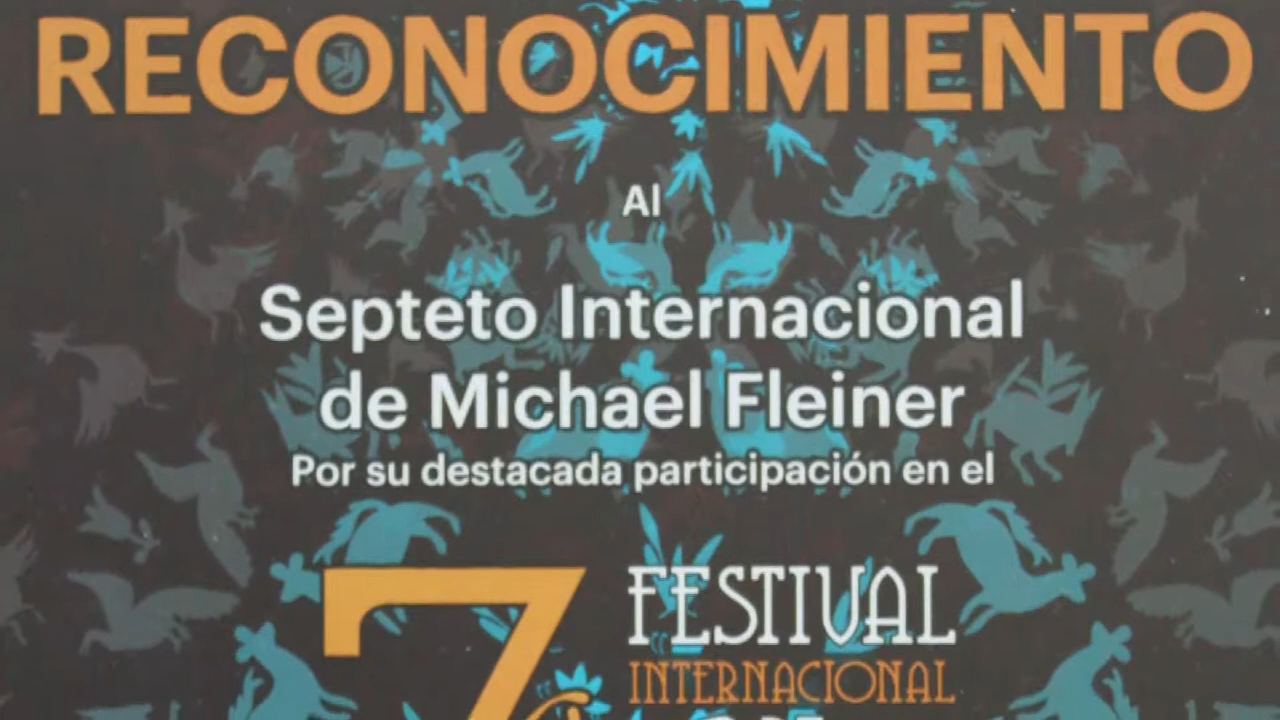 RECONOCIMIENTO
Al
Septeto Internacional
de Michael Fleiner
Por su destacada participación en el
7
FESTIVAL
INTERNACIONAL